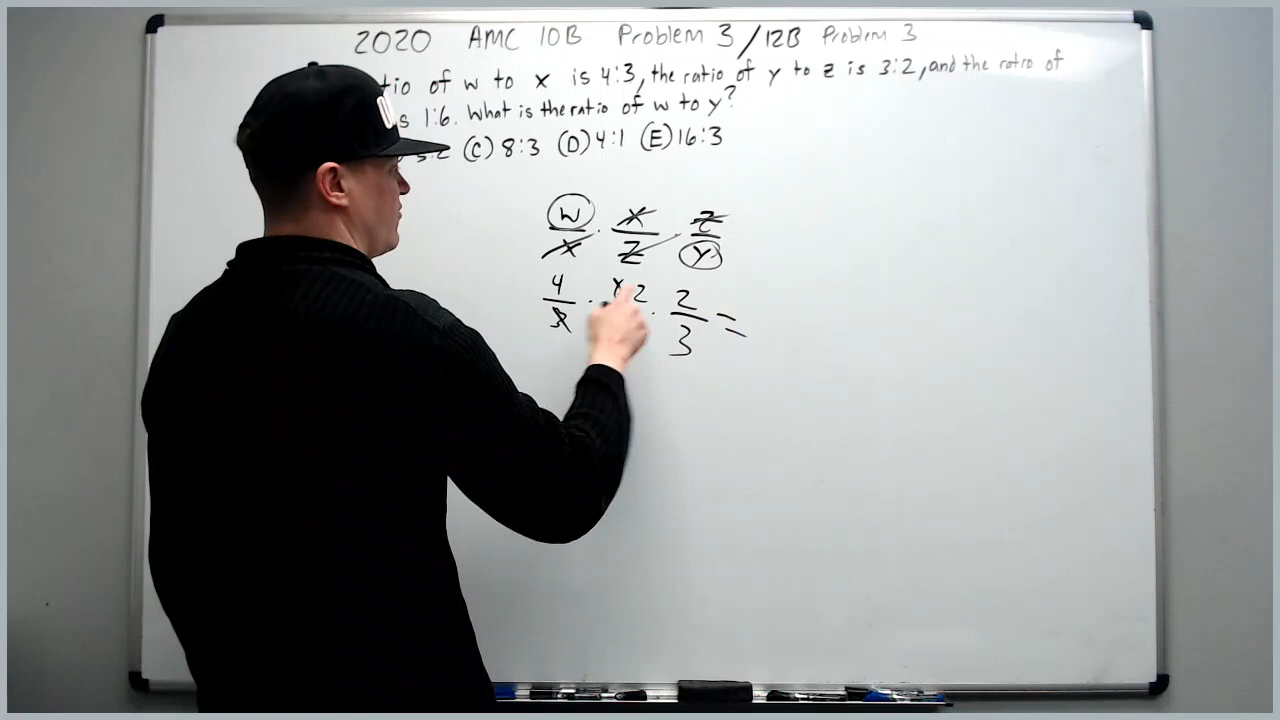 2020 AMC 10B Problem 3/12B Problem 3
tio of w to x is 4:3, the ratio of y to z is 3:2, and the ratio of
s 1:6. What is the ratio of w to y?
(C) 8:3 (D) 4:1 (E) 16:3
w/x · x/z · z/y
4/3 · 2 · 2/3 =